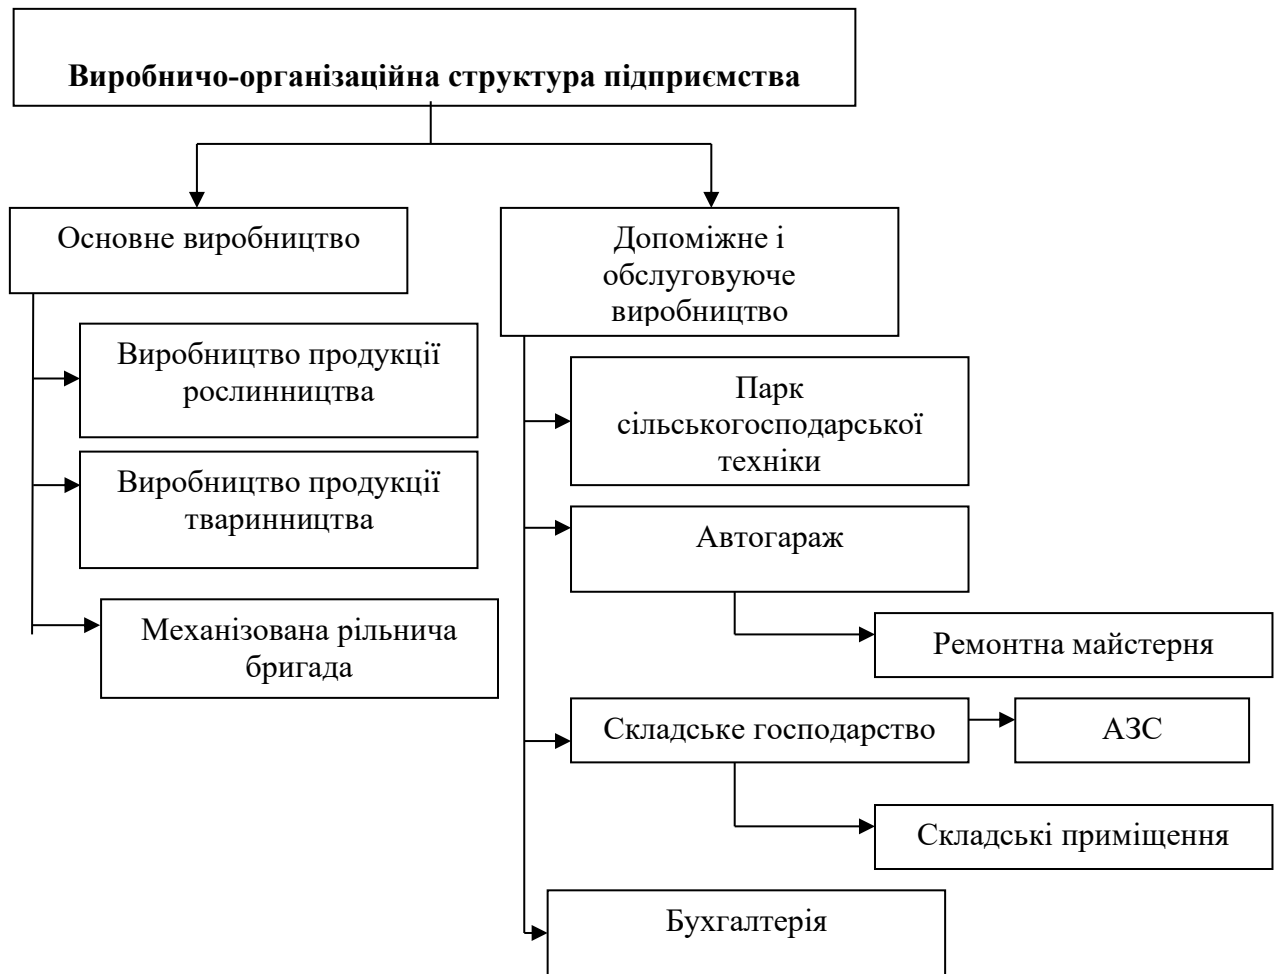 Виробничо-організаційна структура підприємства
Основне виробництво
Виробництво продукції
рослинництва
Виробництво продукції
тваринництва
Механізована рільнича
бригада
Допоміжне і
обслуговуюче
виробництво
Парк
сільськогосподарської
техніки
Автогараж
Ремонтна майстерня
Складське господарство
АЗС
Складські приміщення
Бухгалтерія